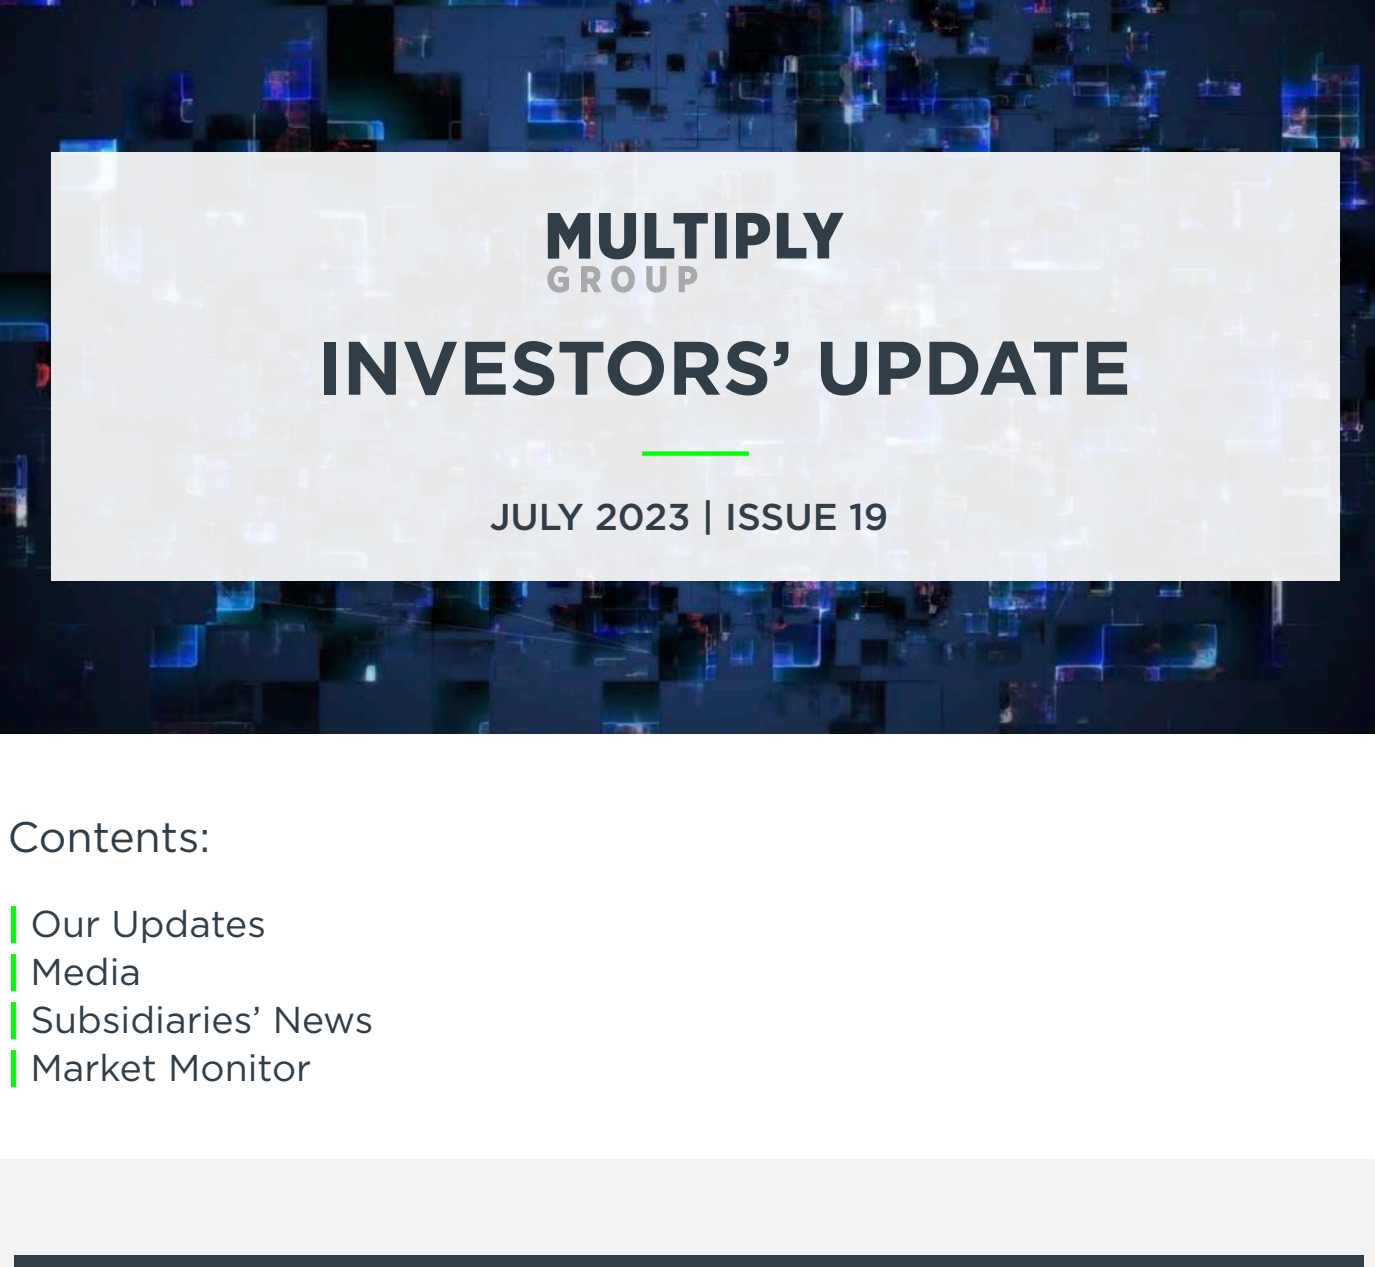 MULTIPLY
GROUP
INVESTORS’ UPDATE
JULY 2023 | ISSUE 19
Contents:
Our Updates
Media
Subsidiaries’ News
Market Monitor